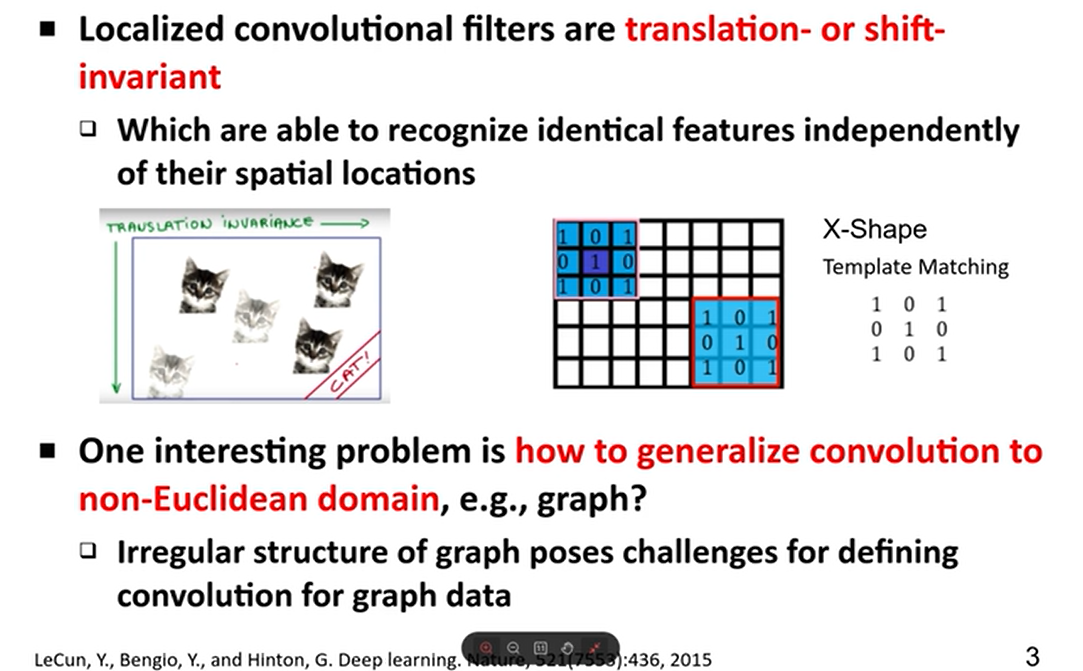 Localized convolutional filters are translation- or shift-
invariant
Which are able to recognize identical features independently
of their spatial locations
TRANSLATION INVARIANCE
CAT!
1 0 1
0 1 0
1 0 1
1 0 1
0 1 0
1 0 1
X-Shape
Template Matching
1 0 1
0 1 0
1 0 1
One interesting problem is how to generalize convolution to
non-Euclidean domain, e.g., graph?
Irregular structure of graph poses challenges for defining
convolution for graph data
LeCun, Y., Bengio, Y., and Hinton, G. Deep learning. Nature, 521(7553):436, 2015
3